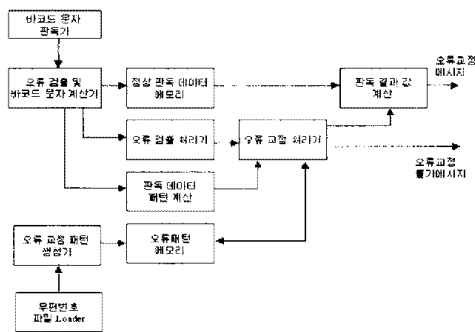 바코드 문자
판독기
오류 검출 및
바코드 문자 계산기
정상 판독 데이터
메모리
판독 결과 값
계산
오류교정
메시지
오류 검출 처리기
오류 교정 처리기
오류교정
불가메시지
판독 데이터
패턴 계산
오류 교정 패턴
생성기
오류패턴
메모리
우편번호
파일 Loader